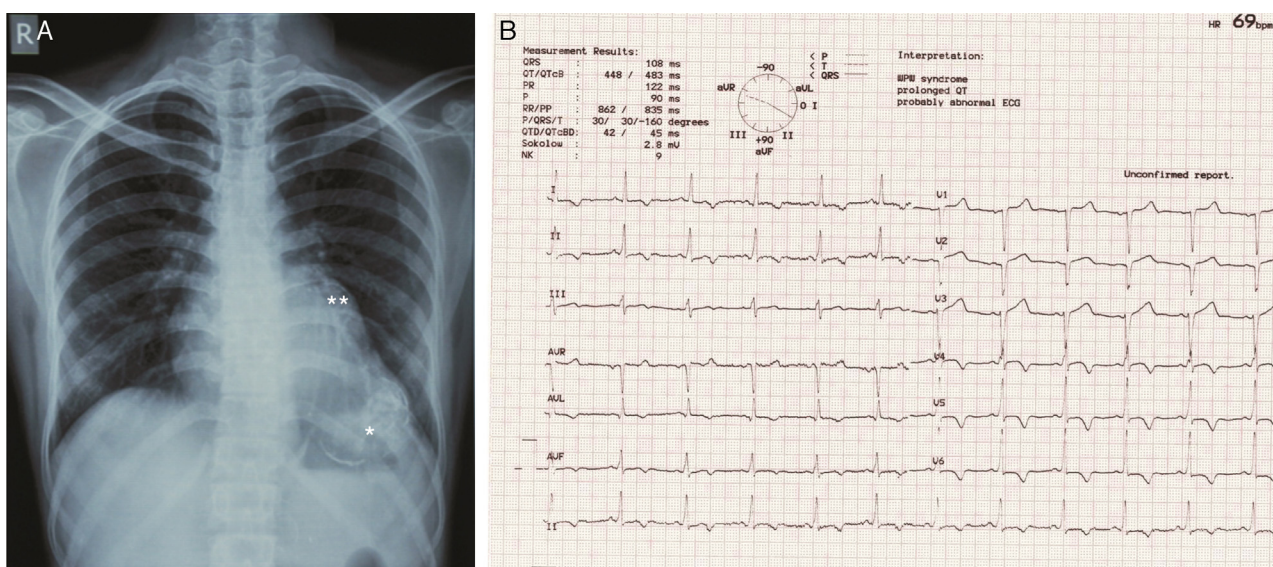 R
A
**
*
B
HR 69bpm
Measurement Results:
QRS : 108 ms
QT/QTcB : 448 / 483 ms
PR : 122 ms
P : 90 ms
RR/PP : 862 / 835 ms
P/QRS/T : 30/ 30/-160 degrees
QTD/QTcBD: 42 / 45 ms
Sokolow : 2.8 mV
NK : 9
-90
aVR
aVL
0 I
III
II
+90
aVF
< P
< T
< QRS
Interpretation:
WPW syndrome
prolonged QT
probably abnormal ECG
Unconfirmed report.
I
II
III
AVR
AVL
AVF
II
V1
V2
V3
V4
V5
V6